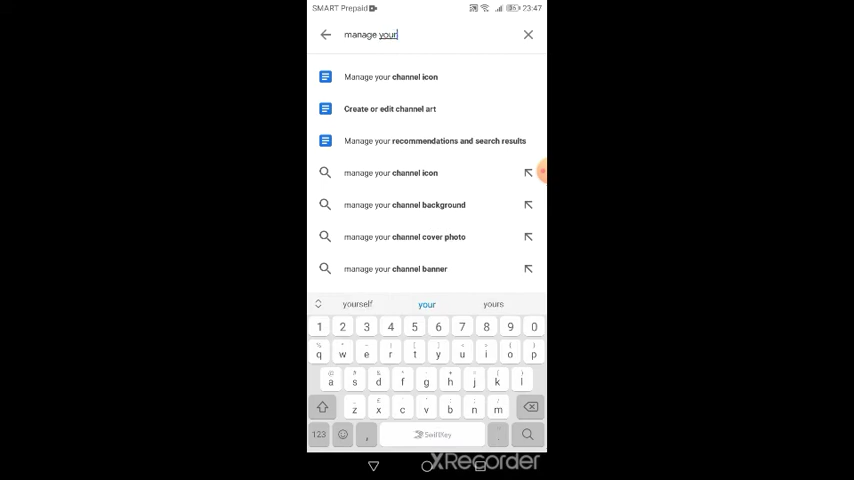 SMART Prepaid 23:47
manage your
Manage your channel icon
Create or edit channel art
Manage your recommendations and search results
manage your channel icon
manage your channel background
manage your channel cover photo
manage your channel banner
yourself your yours
1 2 3 4 5 6 7 8 9 0
q w e r t y u i o p
a s d f g h j k l
z x c v b n m
123 , SwiftKey .
XRecorder